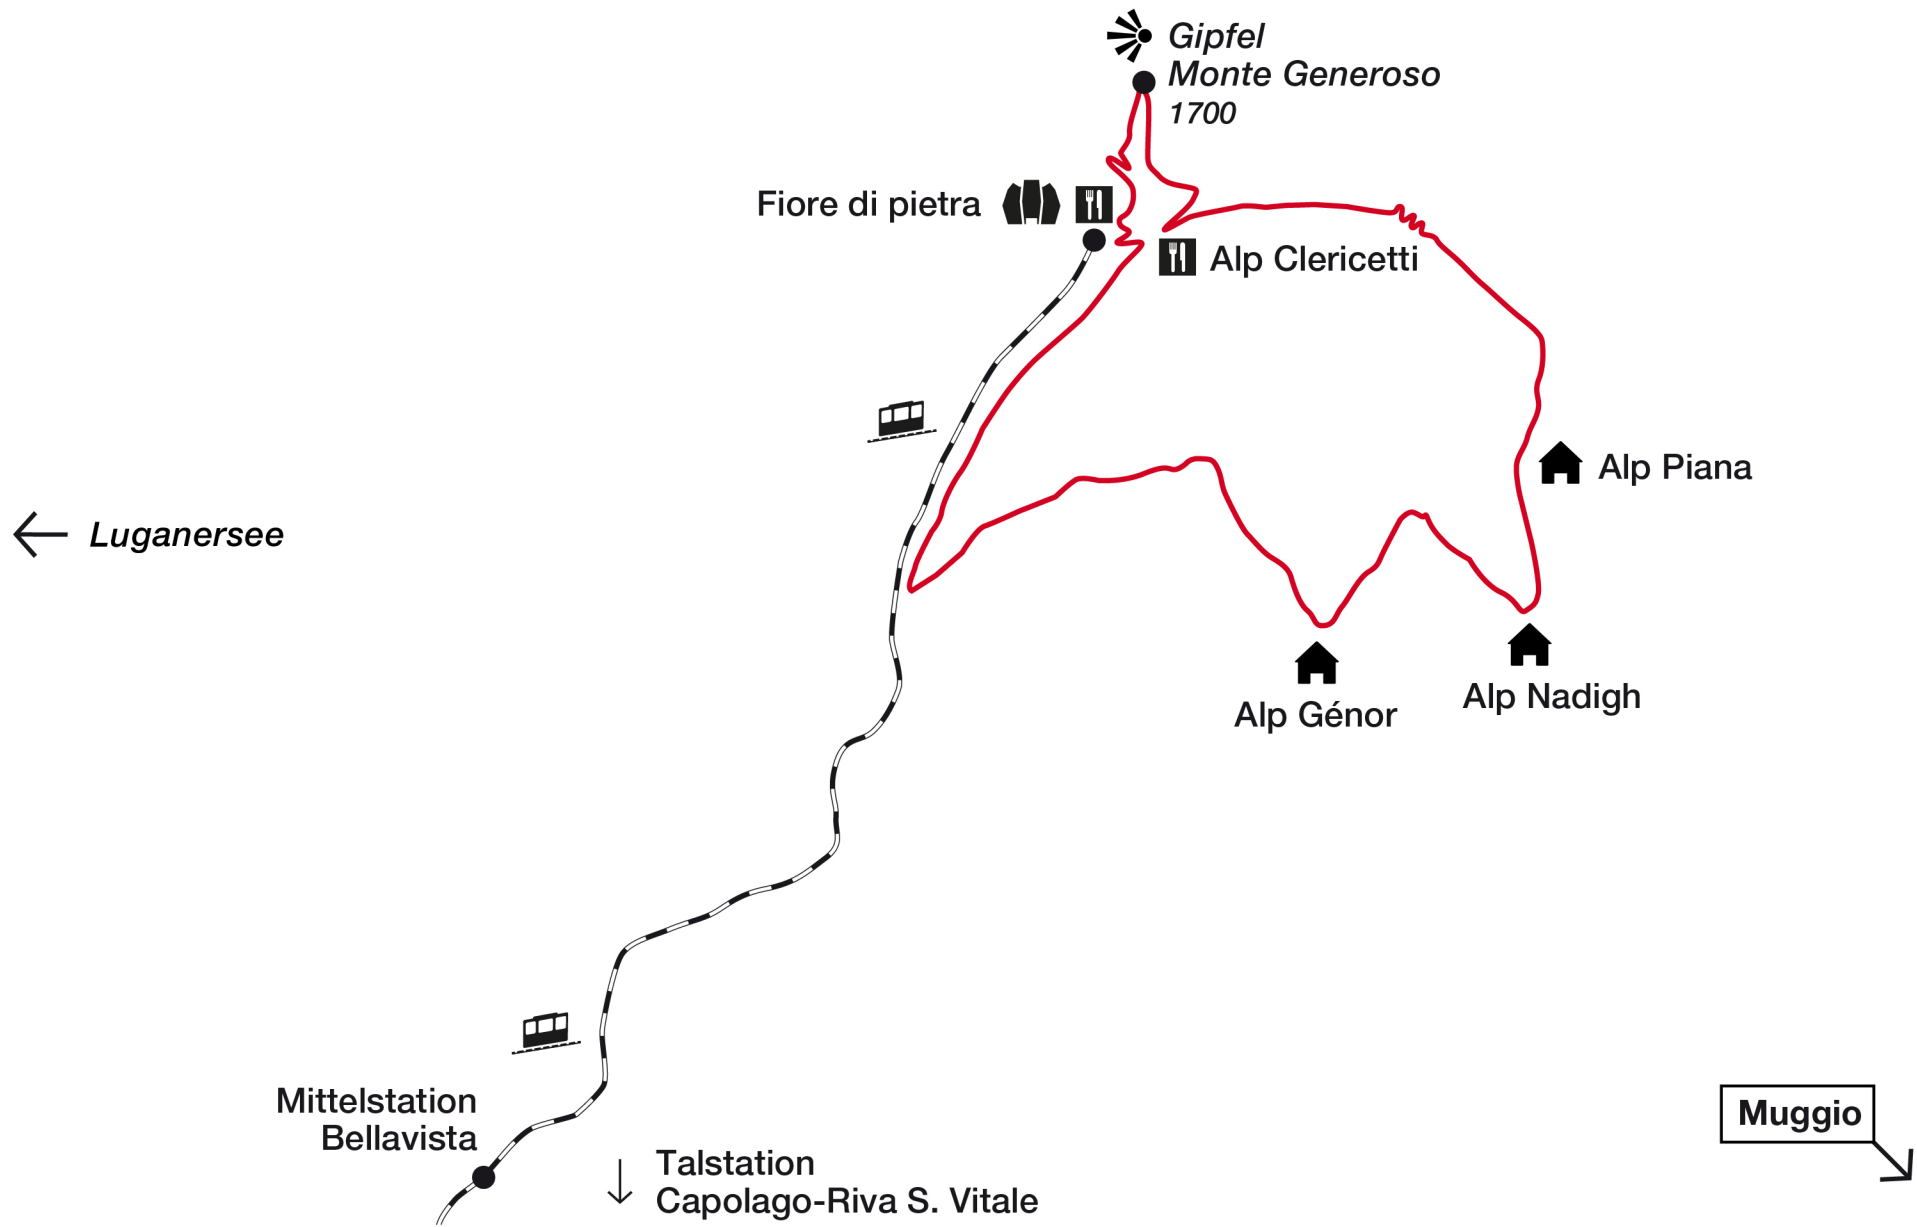 Gipfel
Monte Generoso
1700
Fiore di pietra
Alp Clericetti
Alp Piana
Luganersee
Alp Nadigh
Alp Génor
Mittelstation
Bellavista
Muggio
Talstation
Capolago-Riva S. Vitale